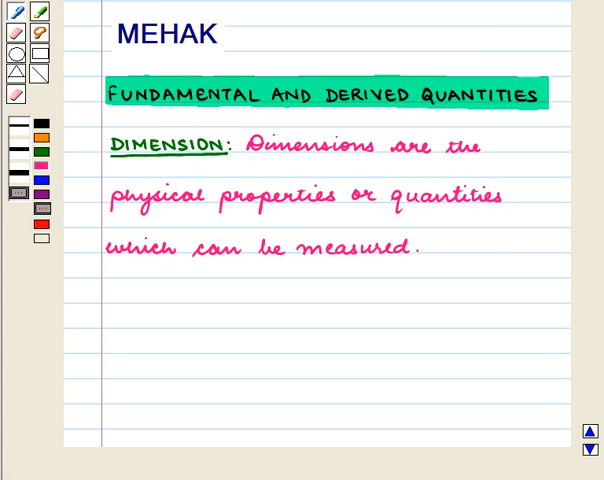 MEHAK
FUNDAMENTAL AND DERIVED QUANTITIES
DIMENSION: Dimensions are the
physical properties or quantities
which can be measured.